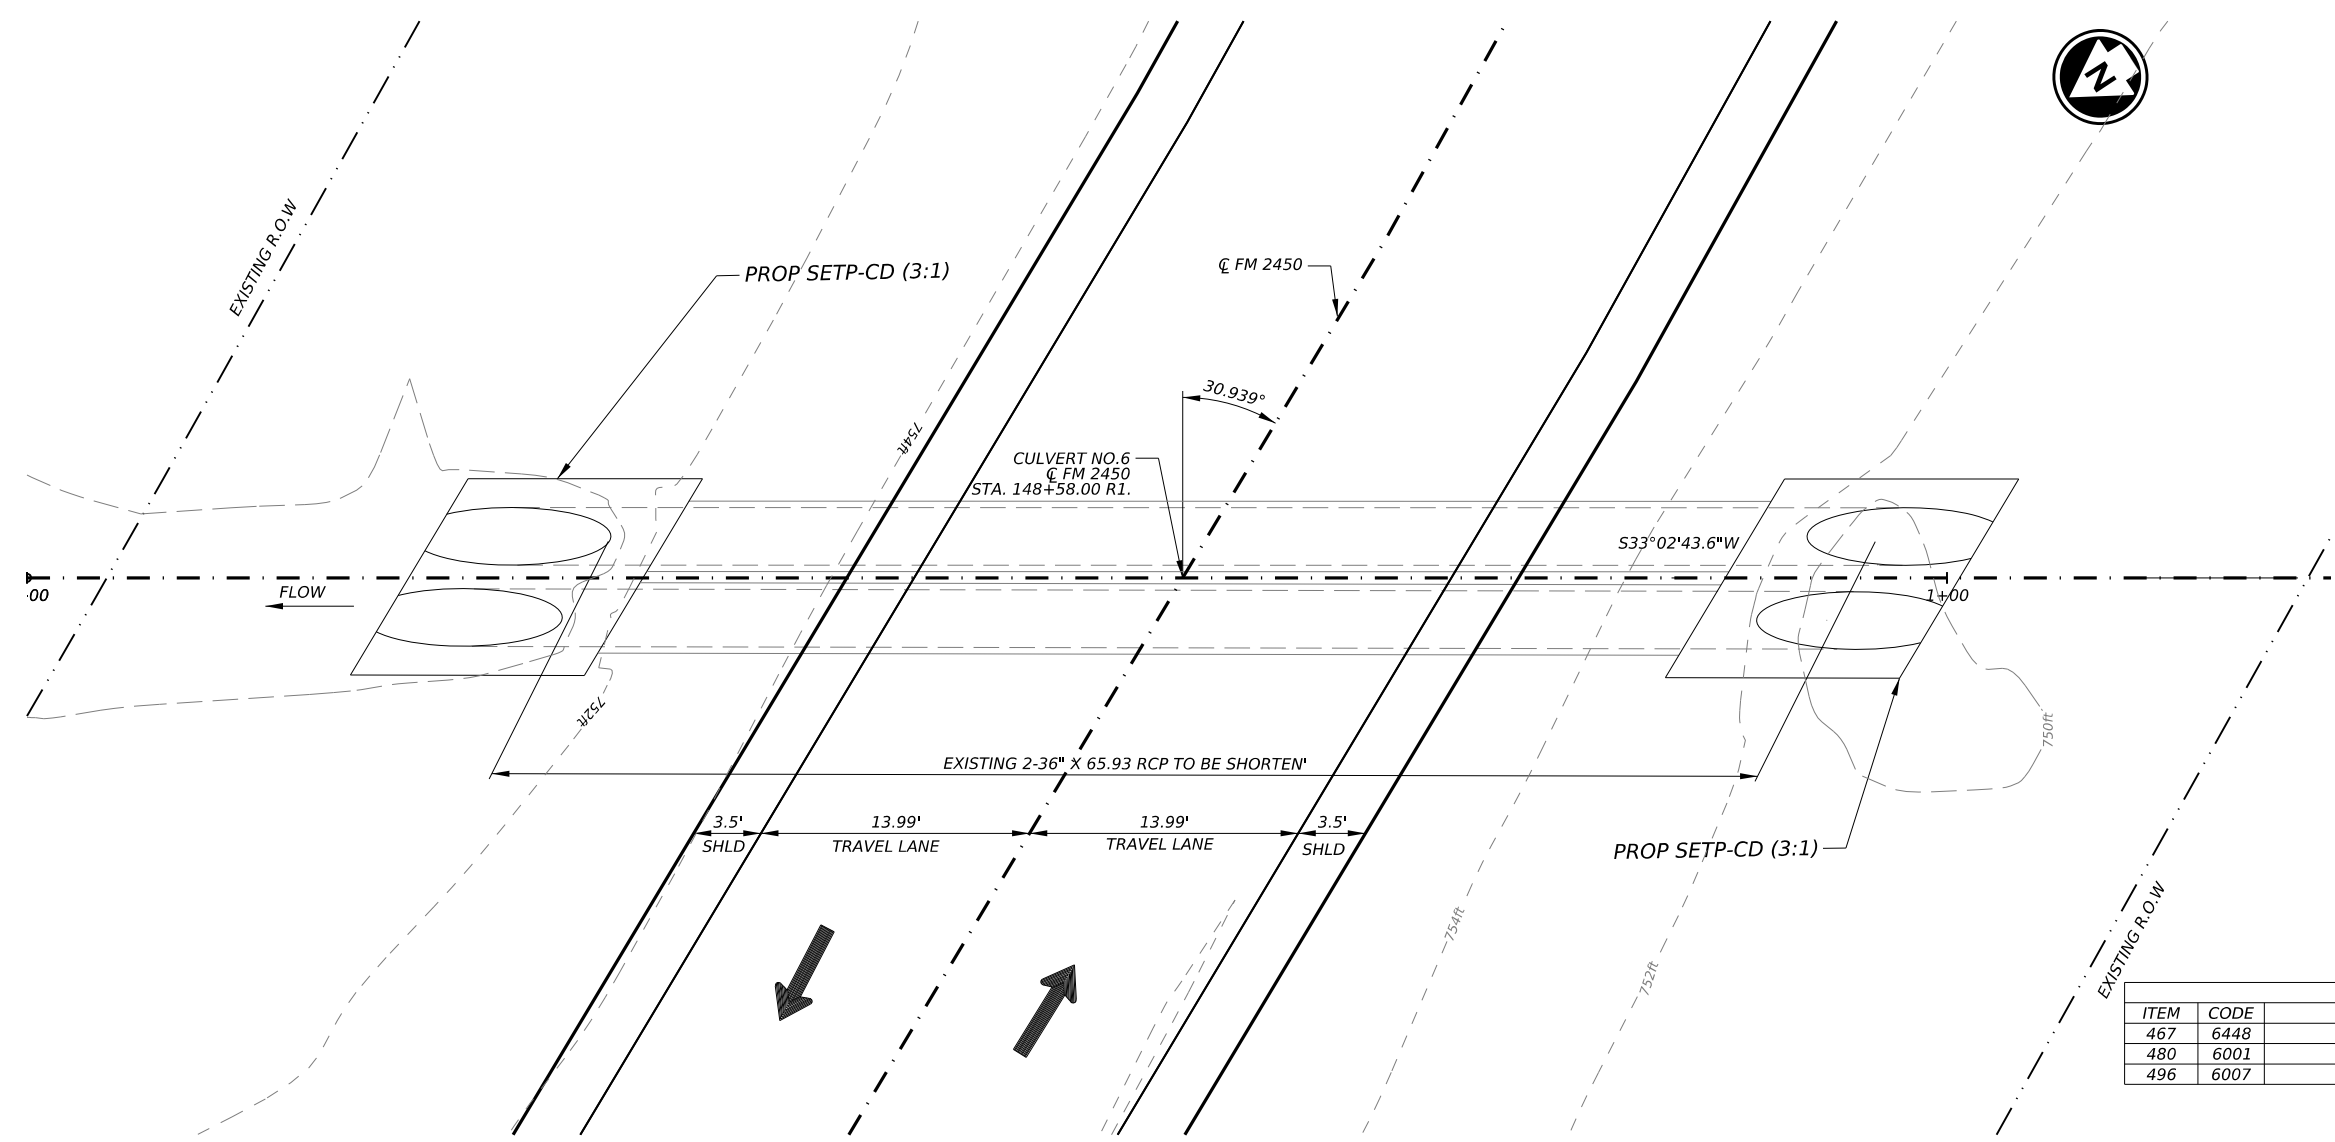 N
EXISTING R.O.W
PROP SETP-CD (3:1)
℄ FM 2450
30.939°
754ft
CULVERT NO.6
℄ FM 2450
STA. 148+58.00 R1.
S33°02'43.6"W
.00
FLOW
1+00
752ft
750ft
EXISTING 2-36" X 65.93 RCP TO BE SHORTEN'
3.5'
13.99'
13.99'
3.5'
SHLD
TRAVEL LANE
TRAVEL LANE
SHLD
PROP SETP-CD (3:1)
754ft
752ft
EXISTING R.O.W
ITEM CODE
467 6448
480 6001
496 6007